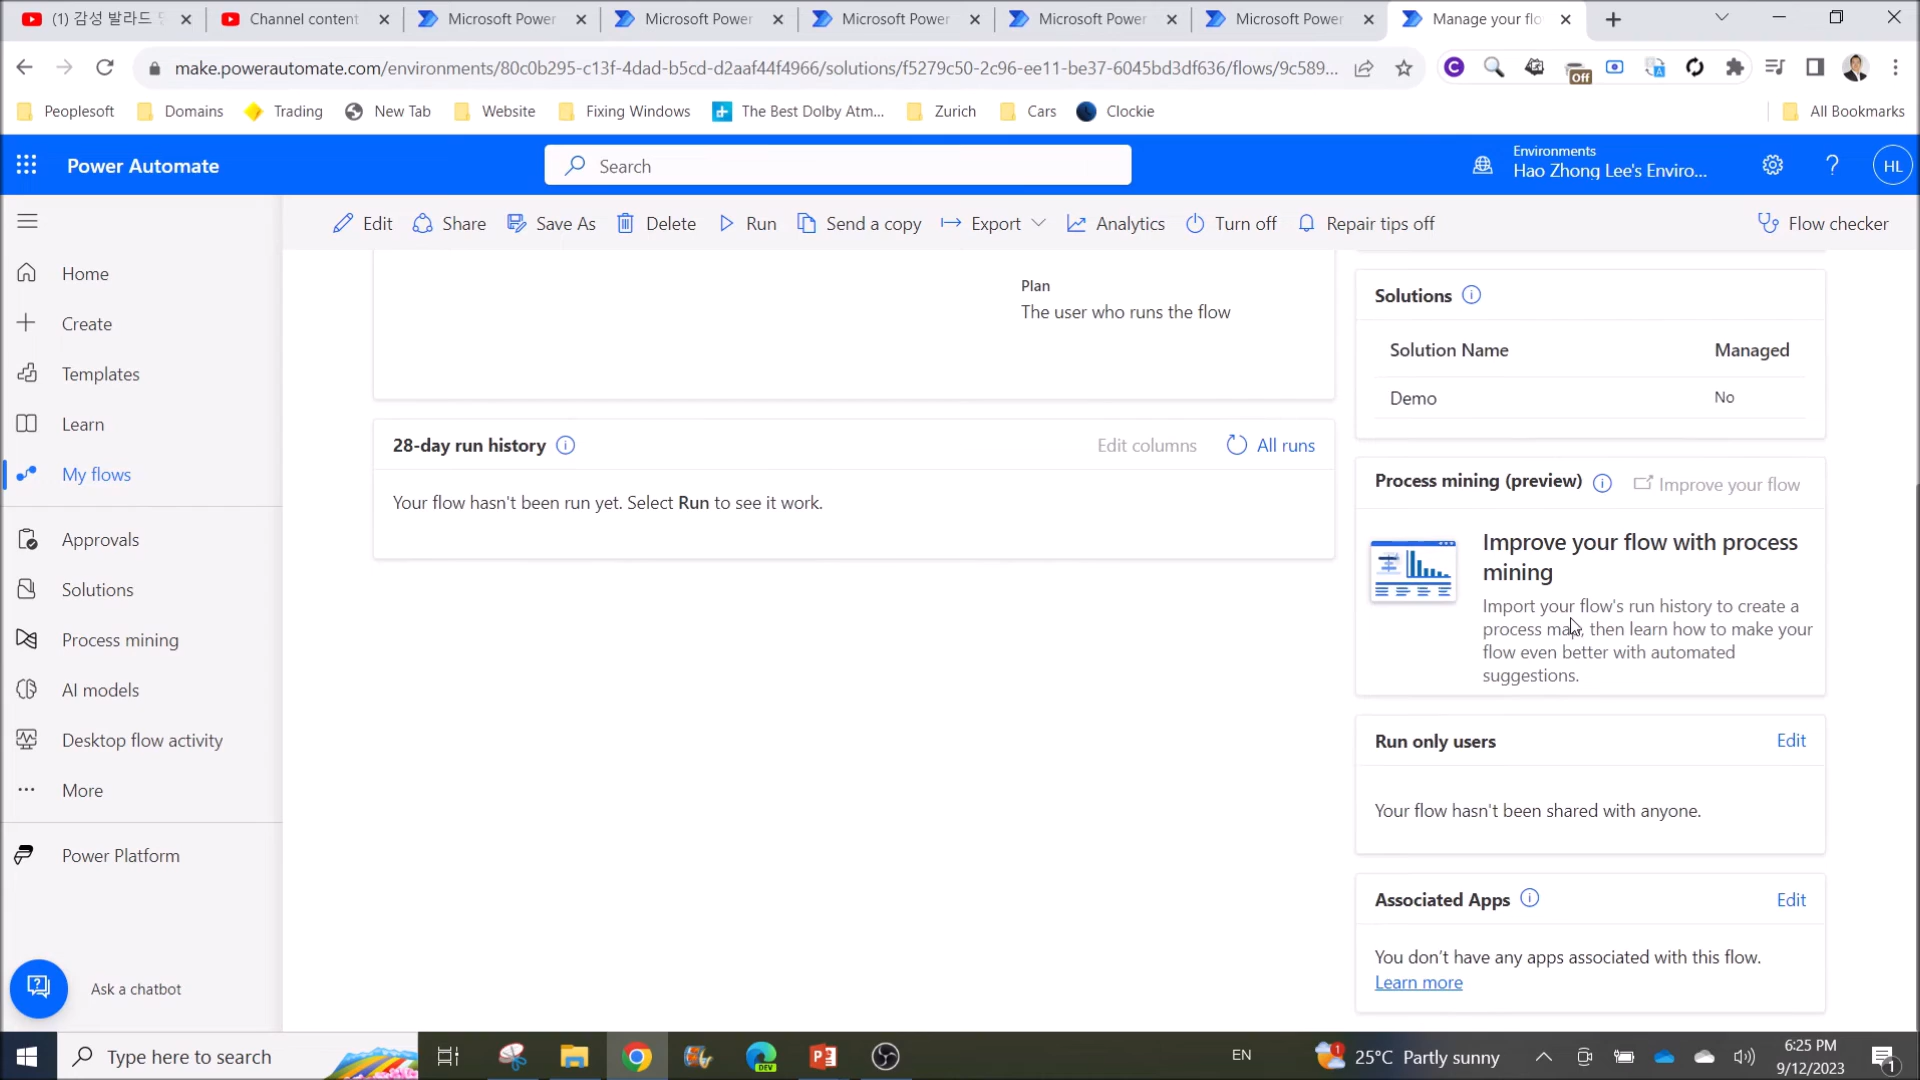 (1) 감성 발라드
Channel content
Microsoft Power
Microsoft Power
Microsoft Power
Microsoft Power
Microsoft Power
Manage your flo
make.powerautomate.com/environments/80c0b295-c13f-4dad-b5cd-d2aaf44f4966/solutions/f5279c50-2c96-ee11-be37-6045bd3df636/flows/9c589...
Off
Peoplesoft
Domains
Trading
New Tab
Website
Fixing Windows
The Best Dolby Atm...
Zurich
Cars
Clockie
All Bookmarks
Power Automate
Search
Environments
Hao Zhong Lee's Enviro...
HL
Edit
Share
Save As
Delete
Run
Send a copy
Export
Analytics
Turn off
Repair tips off
Flow checker
Home
Create
Templates
Learn
My flows
Approvals
Solutions
Process mining
AI models
Desktop flow activity
More
Power Platform
Ask a chatbot
Plan
The user who runs the flow
28-day run history
Edit columns
All runs
Your flow hasn't been run yet. Select Run to see it work.
Solutions
Solution Name Managed
Demo No
Process mining (preview)
Improve your flow
Improve your flow with process
mining
Import your flow's run history to create a
process map, then learn how to make your
flow even better with automated
suggestions.
Run only users
Edit
Your flow hasn't been shared with anyone.
Associated Apps
Edit
You don't have any apps associated with this flow.
Learn more
Type here to search
DEV
EN
1
25°C Partly sunny
6:25 PM
9/12/2023
1